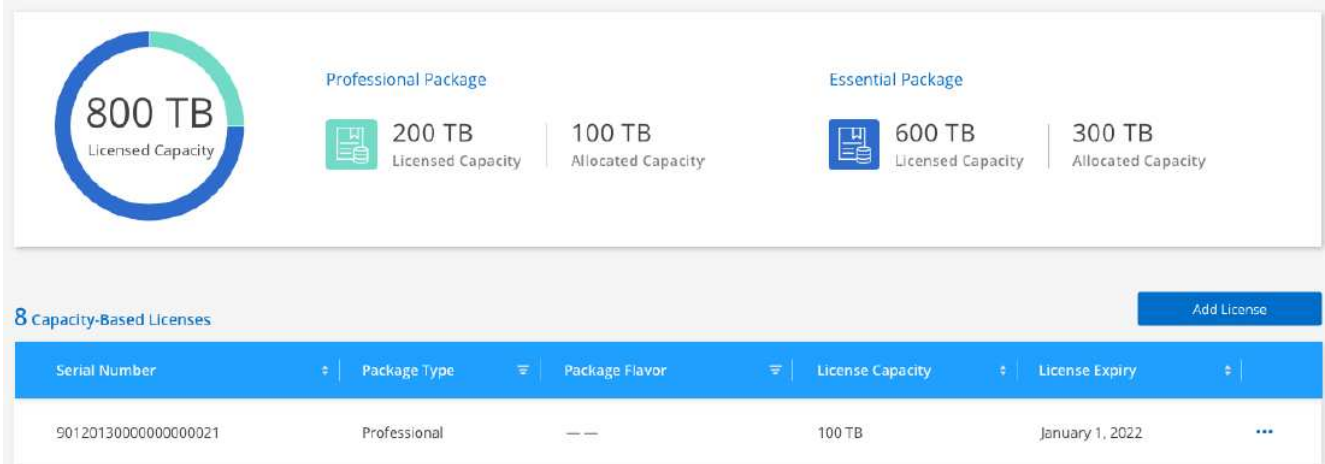 800 TB
Licensed Capacity
Professional Package
200 TB
Licensed Capacity
100 TB
Allocated Capacity
Essential Package
600 TB
Licensed Capacity
300 TB
Allocated Capacity
8 Capacity-Based Licenses
Add License
Serial Number Package Type Package Flavor License Capacity License Expiry
90120130000000000021 Professional — — 100 TB January 1, 2022